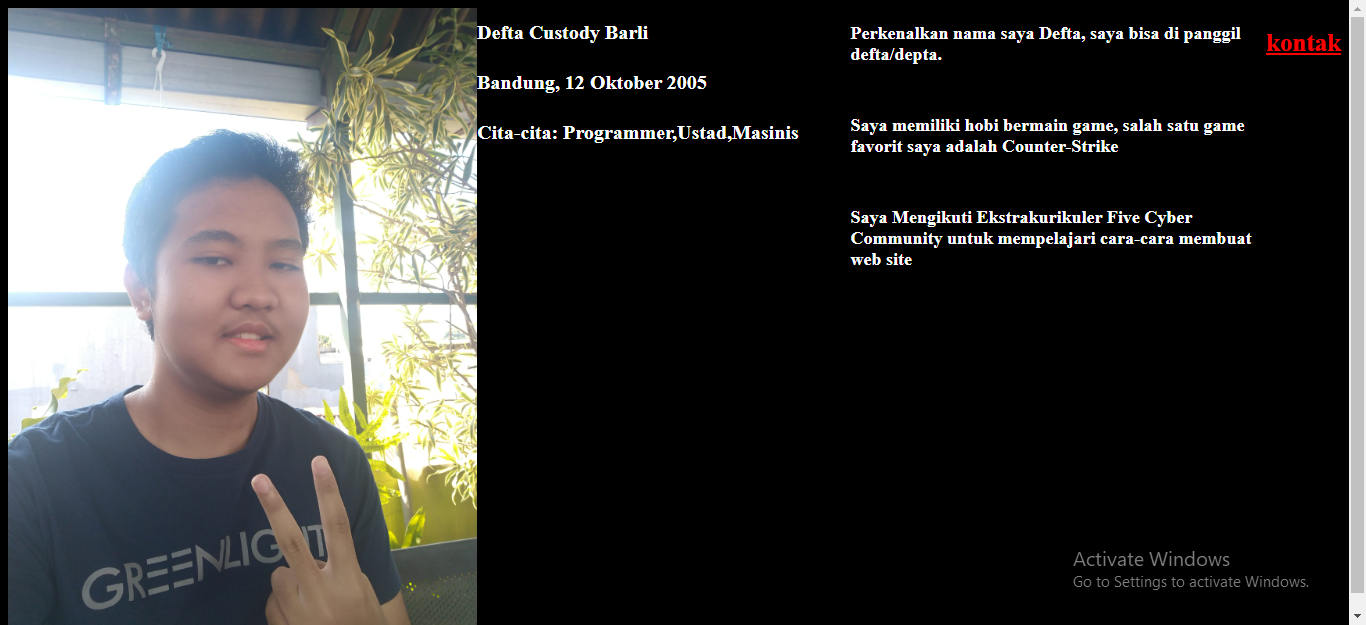 Defta Custody Barli
Bandung, 12 Oktober 2005
Cita-cita: Programmer,Ustad,Masinis
Perkenalkan nama saya Defta, saya bisa di panggil
defta/depta.
Saya memiliki hobi bermain game, salah satu game
favorit saya adalah Counter-Strike
Saya Mengikuti Ekstrakurikuler Five Cyber
Community untuk mempelajari cara-cara membuat
web site
kontak
GREENLIGHT
Activate Windows
Go to Settings to activate Windows.